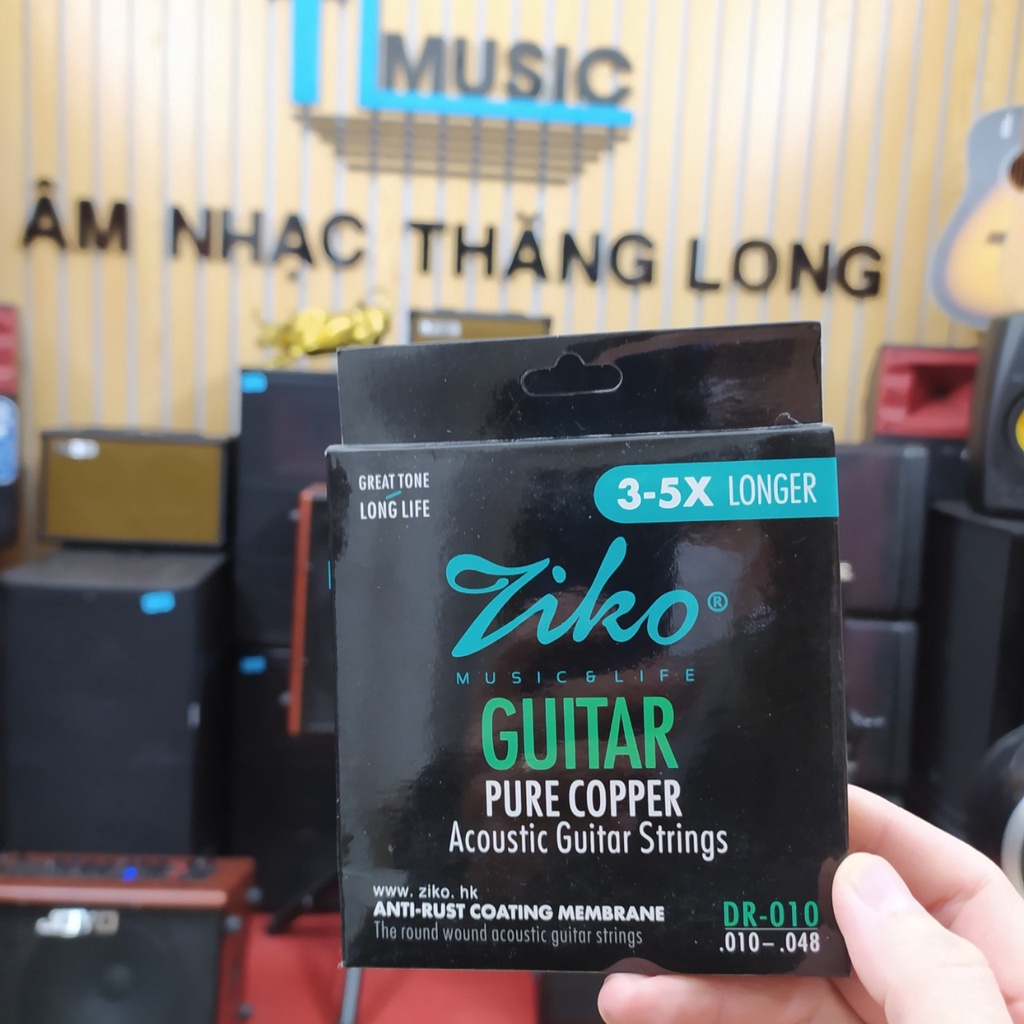 MUSIC
ÂM NHẠC THĂNG LONG
GREAT TONE
LONG LIFE
3-5X LONGER
Ziko®
MUSIC & LIFE
GUITAR
PURE COPPER
Acoustic Guitar Strings
www.ziko.hk
ANTI-RUST COATING MEMBRANE
The round wound acoustic guitar strings
DR-010
.010-.048